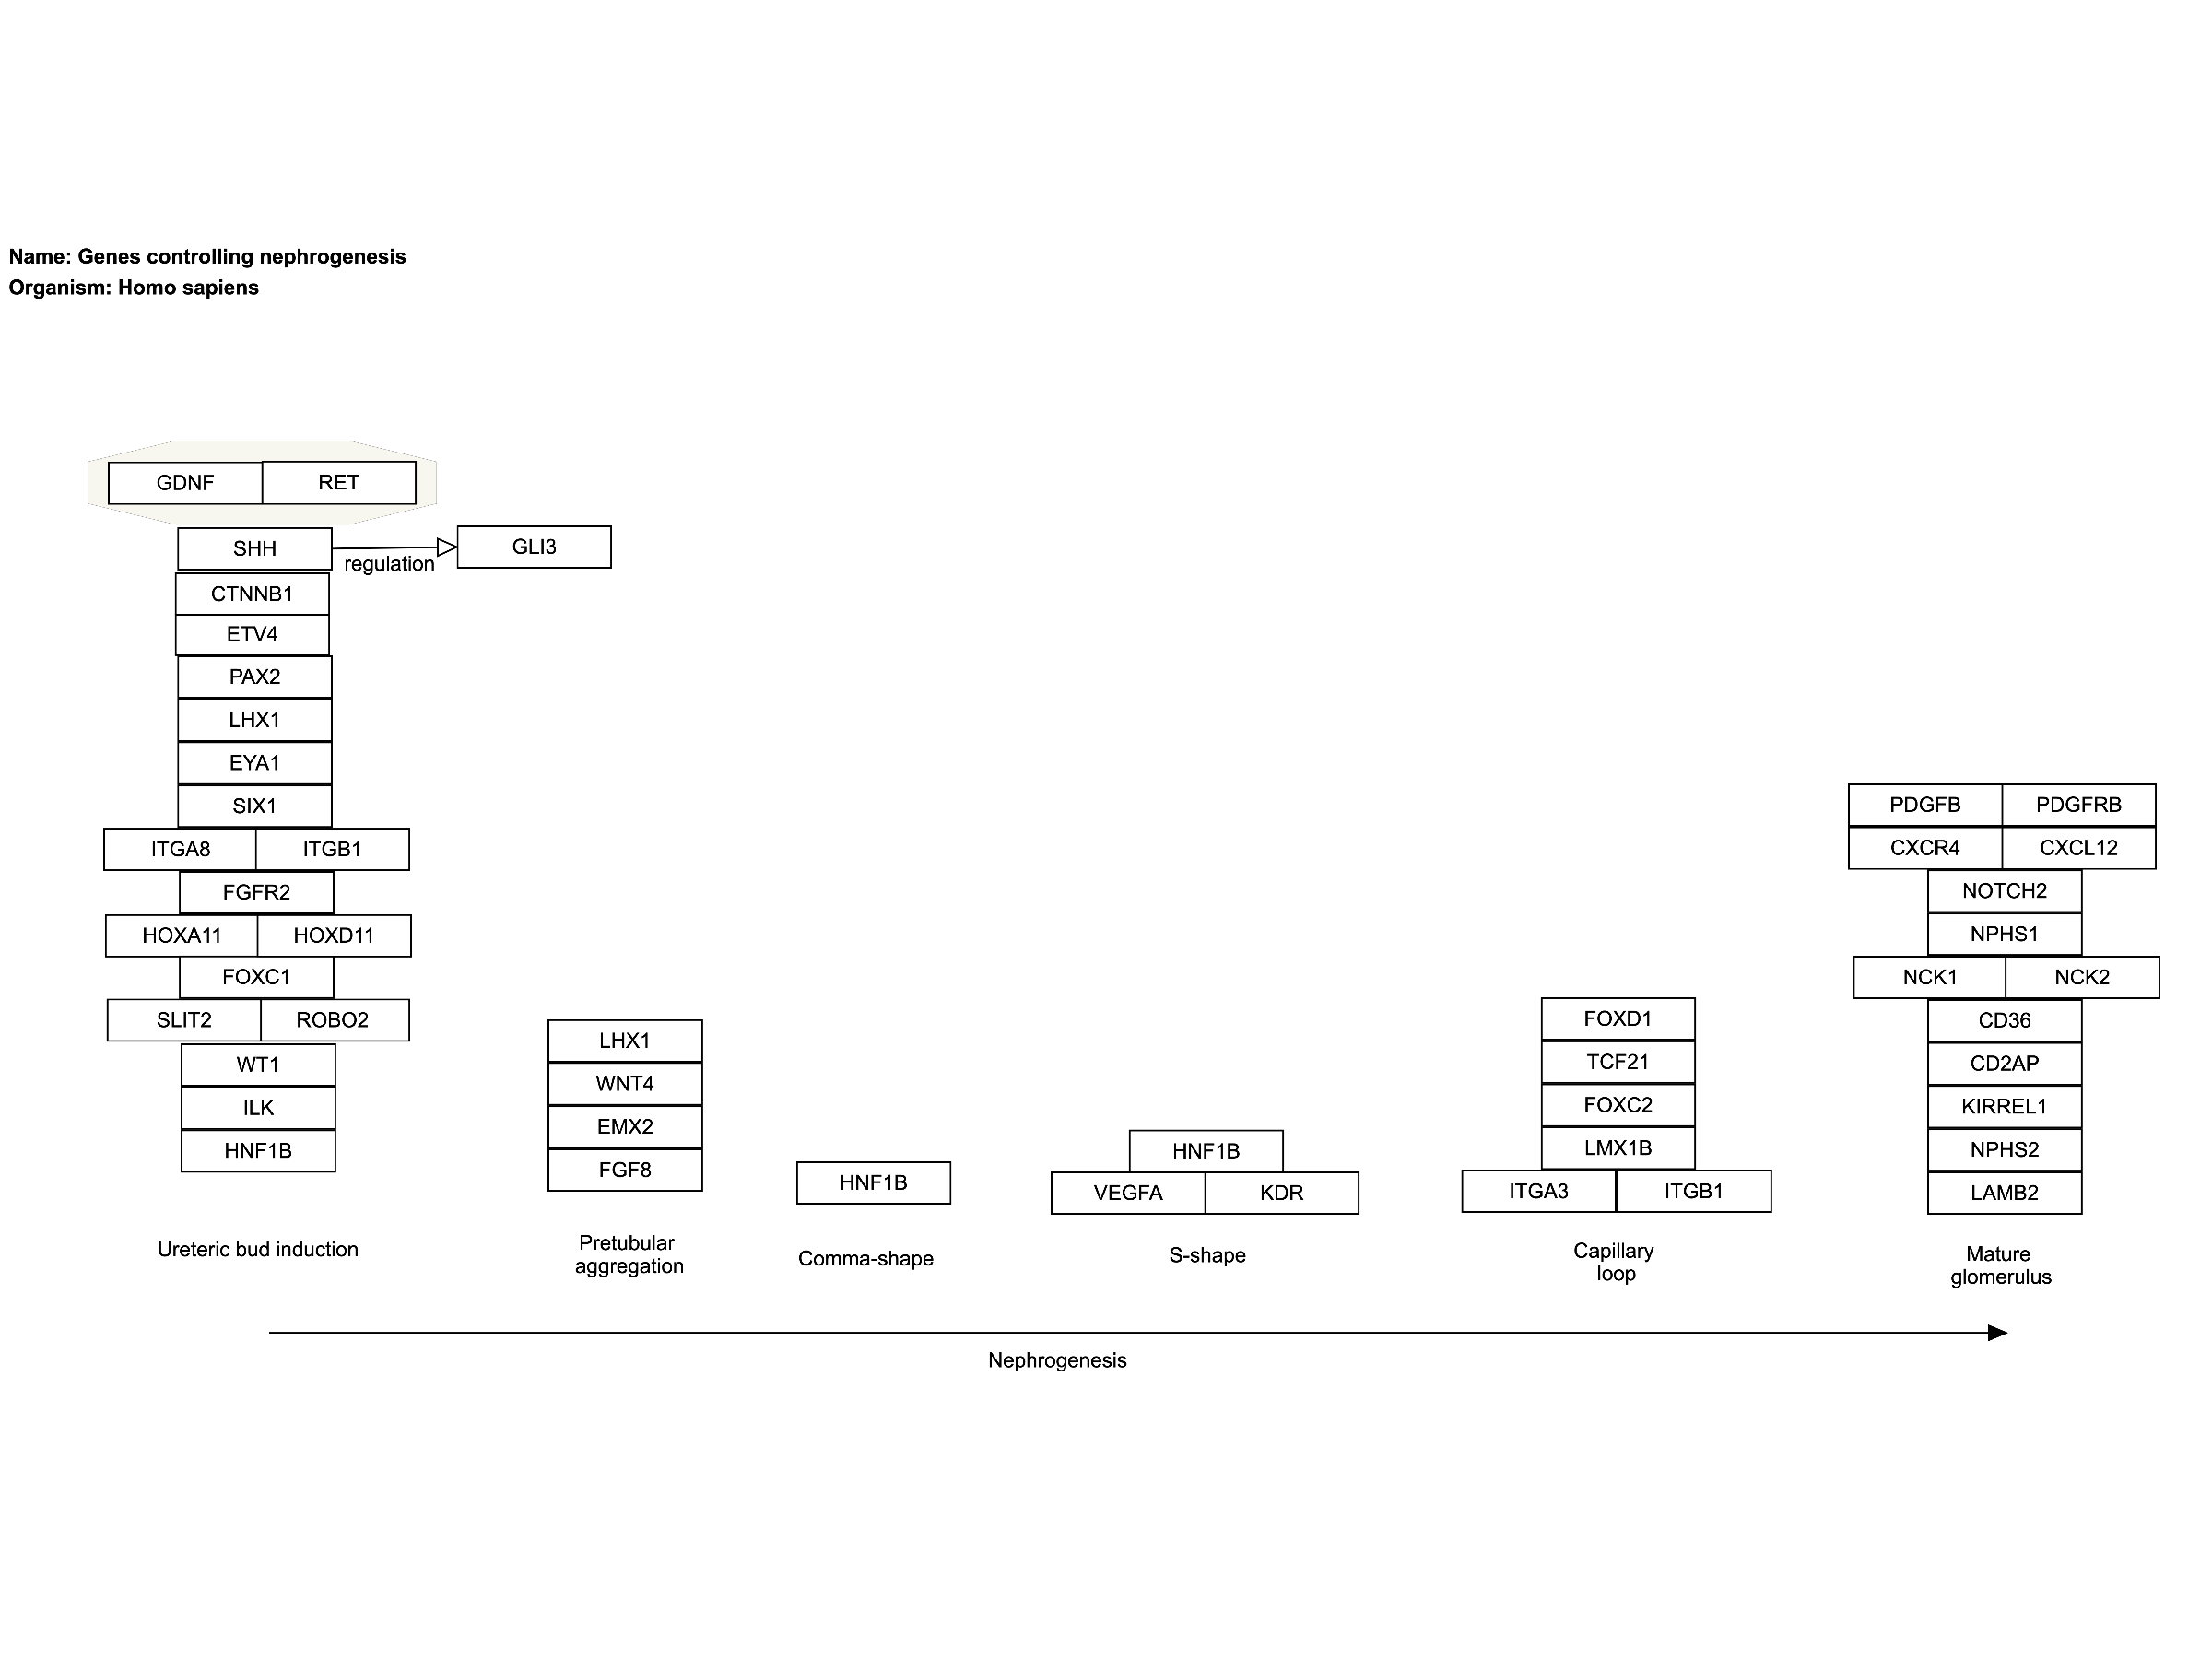 Name: Genes controlling nephrogenesis
Organism: Homo sapiens
GDNF RET
SHH
regulation
GLI3
CTNNB1
ETV4
PAX2
LHX1
EYA1
SIX1
ITGA8 ITGB1
FGFR2
HOXA11 HOXD11
FOXC1
SLIT2 ROBO2
WT1
ILK
HNF1B
Ureteric bud induction
LHX1
WNT4
EMX2
FGF8
Pretubular
aggregation
HNF1B
Comma-shape
HNF1B
VEGFA KDR
S-shape
FOXD1
TCF21
FOXC2
LMX1B
ITGA3 ITGB1
Capillary
loop
PDGFB PDGFRB
CXCR4 CXCL12
NOTCH2
NPHS1
NCK1 NCK2
CD36
CD2AP
KIRREL1
NPHS2
LAMB2
Mature
glomerulus
Nephrogenesis